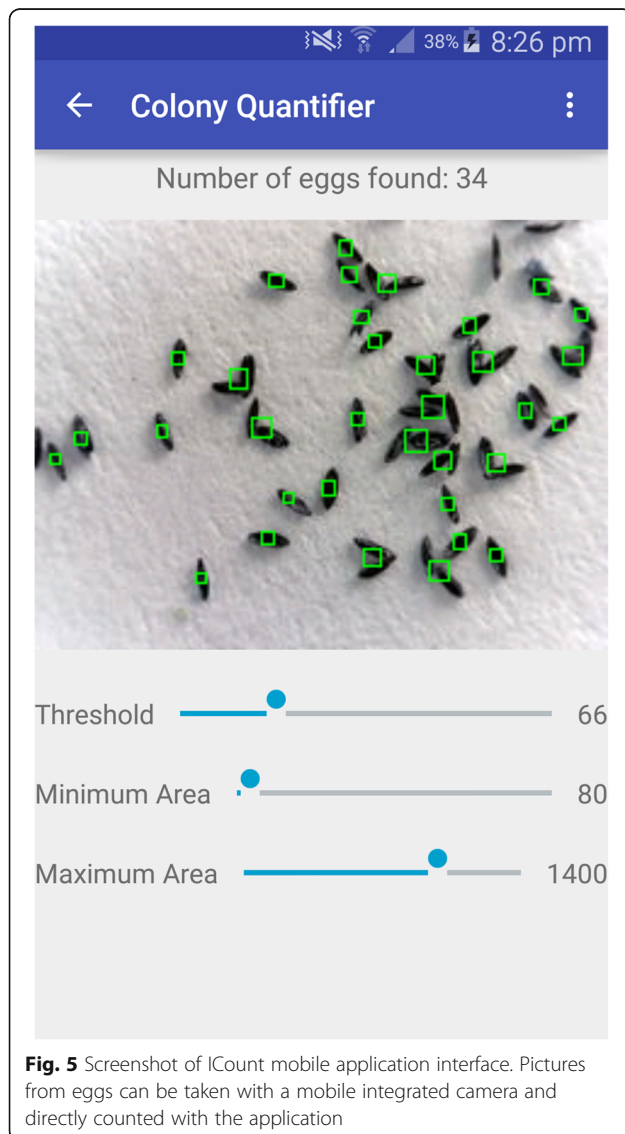 38% 8:26 pm
Colony Quantifier
Number of eggs found: 34
Threshold 66
Minimum Area 80
Maximum Area 1400
Fig. 5 Screenshot of ICount mobile application interface. Pictures
from eggs can be taken with a mobile integrated camera and
directly counted with the application